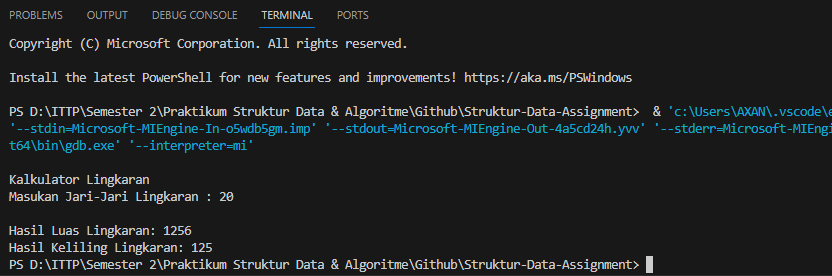 PROBLEMS OUTPUT DEBUG CONSOLE TERMINAL PORTS
Copyright (C) Microsoft Corporation. All rights reserved.
Install the latest PowerShell for new features and improvements! https://aka.ms/PSWindows
PS D:\ITTP\Semester 2\Praktikum Struktur Data & Algoritme\Github\Struktur-Data-Assignment>  & 'c:\Users\AXAN\.vscode\e
'--stdin=Microsoft-MIEngine-In-o5wdb5gm.imp' '--stdout=Microsoft-MIEngine-Out-4a5cd24h.yvv' '--stderr=Microsoft-MIEng
t64\bin\gdb.exe' '--interpreter=mi'
Kalkulator Lingkaran
Masukan Jari-Jari Lingkaran : 20
Hasil Luas Lingkaran: 1256
Hasil Keliling Lingkaran: 125
PS D:\ITTP\Semester 2\Praktikum Struktur Data & Algoritme\Github\Struktur-Data-Assignment>